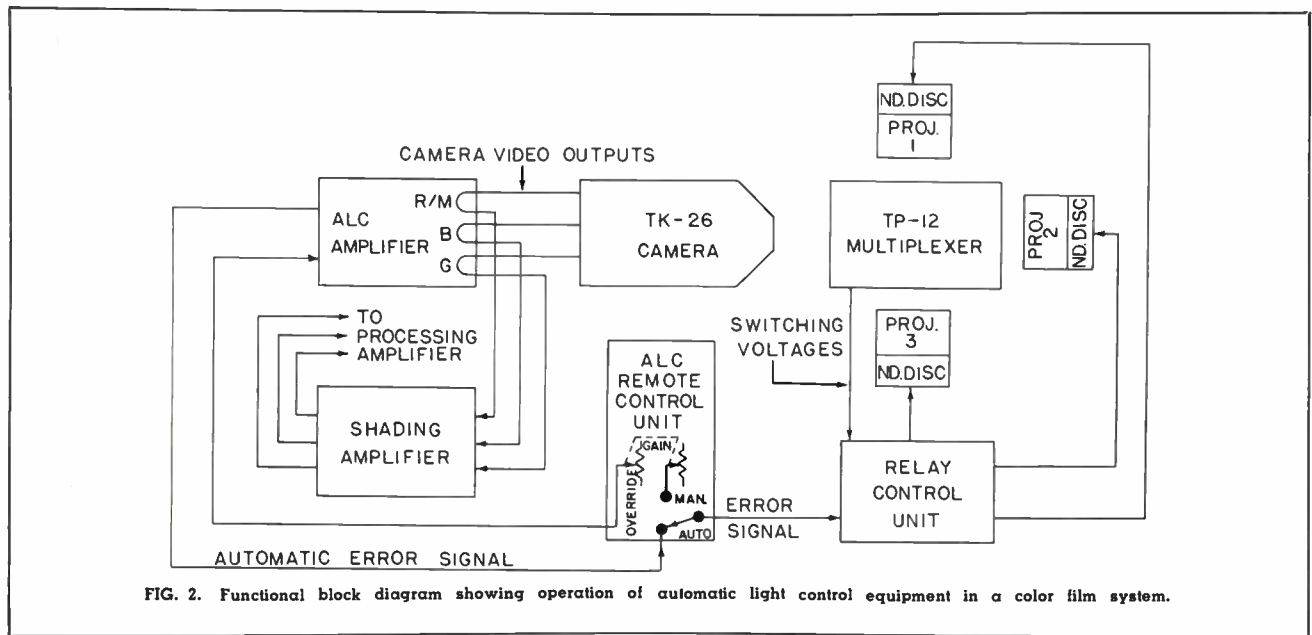 ND. DISC
PROJ.
1
CAMERA VIDEO OUTPUTS
ALC
AMPLIFIER
R/M
B
G
TK-26
CAMERA
TP-12
MULTIPLEXER
PROJ
2
ND. DISC
TO
PROCESSING
AMPLIFIER
SWITCHING
VOLTAGES
PROJ.
3
ND. DISC
SHADING
AMPLIFIER
ALC
REMOTE
CONTROL
UNIT
GAIN
OVERRIDE
MAN.
AUTO
ERROR
SIGNAL
RELAY
CONTROL
UNIT
AUTOMATIC ERROR SIGNAL
FIG. 2. Functional block diagram showing operation of automatic light control equipment in a color film system.